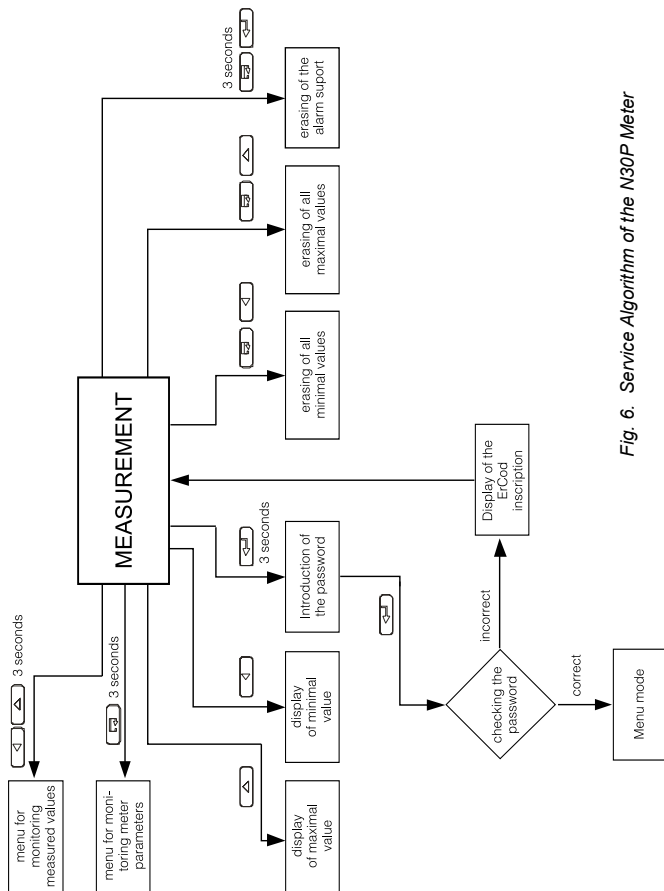 menu for
monitoring
measured values
3 seconds
menu for moni-
toring meter
parameters
3 seconds
MEASUREMENT
display
of maximal
value
display
of minimal
value
3 seconds
Introduction of
the password
erasing of all
minimal values
erasing of all
maximal values
3 seconds
erasing of the
alarm suport
checking the
password
incorrect
Display of the
ErCod
inscription
correct
Menu mode
Fig. 6. Service Algorithm of the N30P Meter